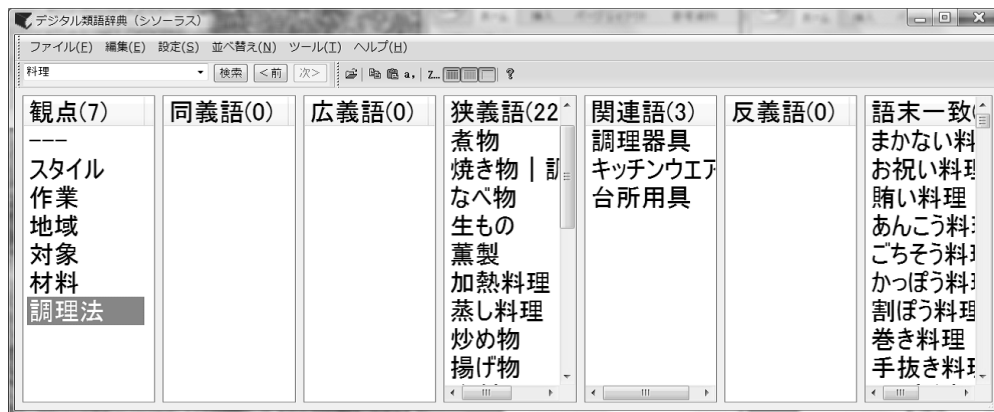 デジタル類語辞典（シソーラス）
ファイル(F) 編集(E) 設定(S) 並べ替え(N) ツール(T) ヘルプ(H)
料理 検索 <前 次> a, Z...
観点(7)
---
スタイル
作業
地域
対象
材料
調理法
同義語(0)
広義語(0)
狭義語(22
煮物
焼き物｜
なべ物
生もの
薫製
加熱料理
蒸し料理
炒め物
揚げ物
関連語(3)
調理器具
キッチンウエア
台所用具
反義語(0)
語末一致(
まかない料
お祝い料理
賄い料理
あんこう料
ごちそう料
かっぽう料
割ぽう料理
巻き料理
手抜き料理